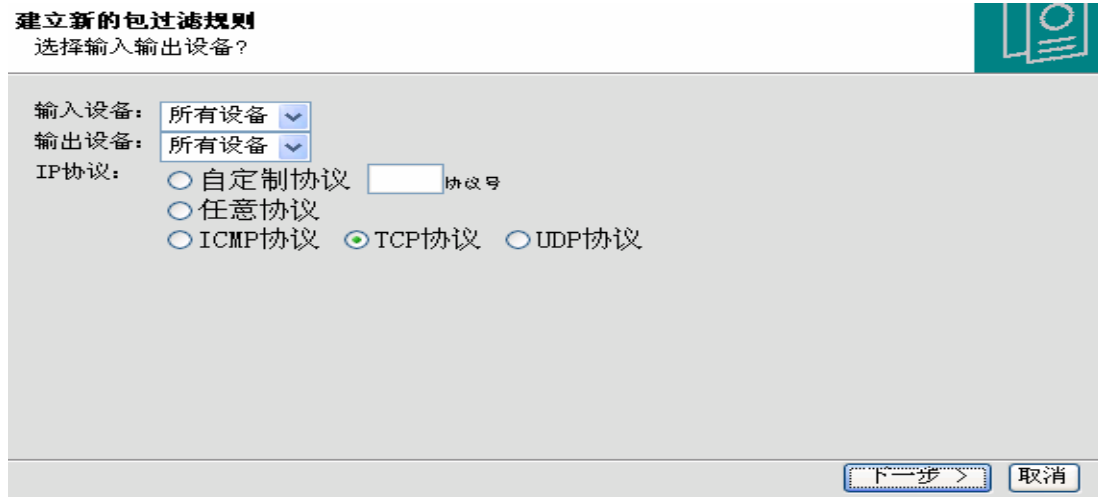 建立新的包过滤规则
选择输入输出设备?
输入设备: 所有设备
输出设备: 所有设备
IP协议: 自定制协议 协议号
任意协议
ICMP协议 TCP协议 UDP协议
下一步 > 取消